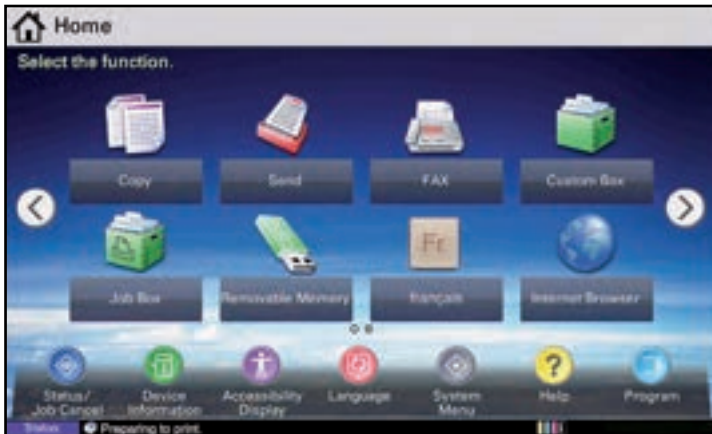 Home
Select the function.
Copy
Send
FAX
Custom Box
Fr
Job Box
Removable Memory
français
Internet Browser
Status/
Job Cancel
Device
Information
Accessibility
Display
Language
System
Menu
Help
Program
Status
Preparing to print.